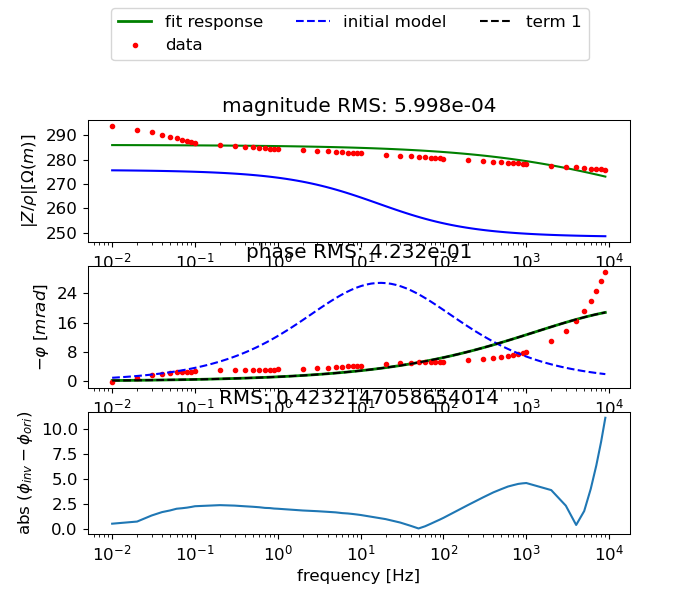 fit response initial model term 1
data
magnitude RMS: 5.998e-04
|Z/ρ|[Ω(m)]
290
280
270
260
250
10⁻² 10⁻¹ 10⁰ 10¹ 10² 10³ 10⁴
phase RMS: 4.232e-01
−φ [mrad]
24
16
8
0
10⁻² 10⁻¹ 10⁰ 10¹ 10² 10³ 10⁴
RMS: 0.4232147058654014
abs (ϕ_inv − ϕ_ori)
10.0
7.5
5.0
2.5
0.0
10⁻² 10⁻¹ 10⁰ 10¹ 10² 10³ 10⁴
frequency [Hz]